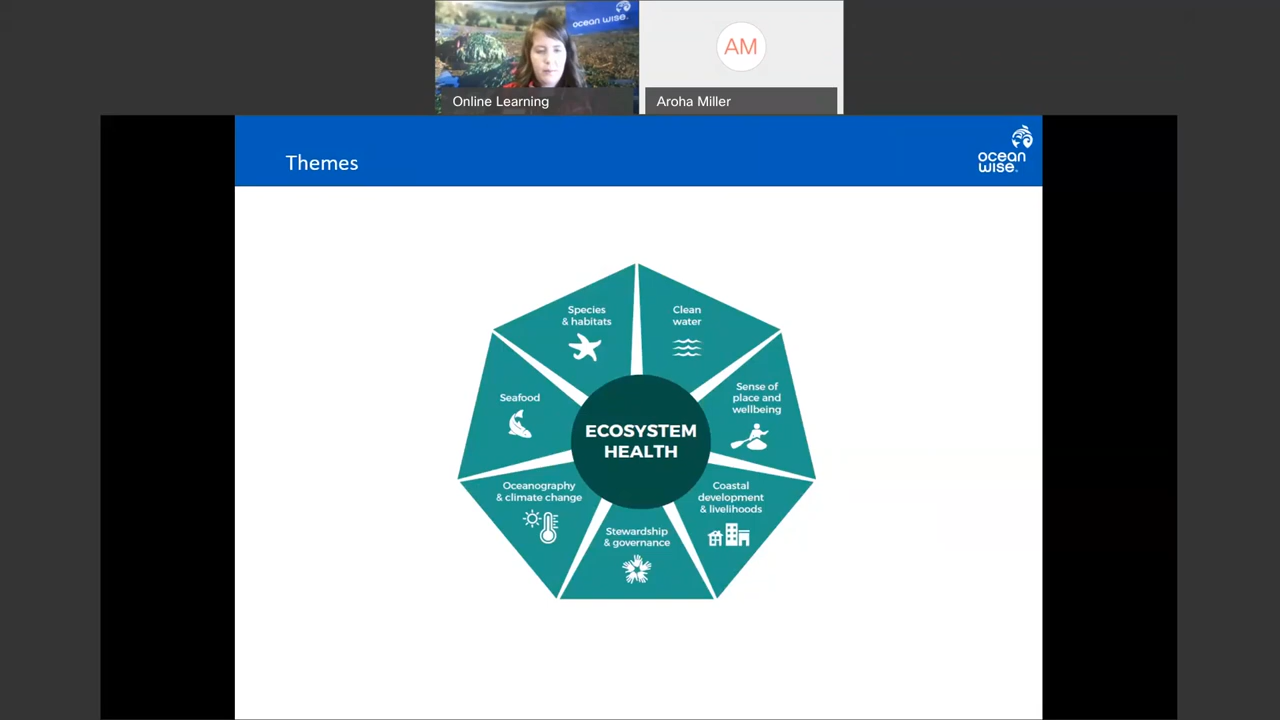 ocean wise.
AM
Online Learning
Aroha Miller
Themes
ocean
wise.
Species
& habitats
Clean
water
Sense of
place and
wellbeing
Seafood
ECOSYSTEM
HEALTH
Oceanography
& climate change
Coastal
development
& livelihoods
Stewardship
& governance